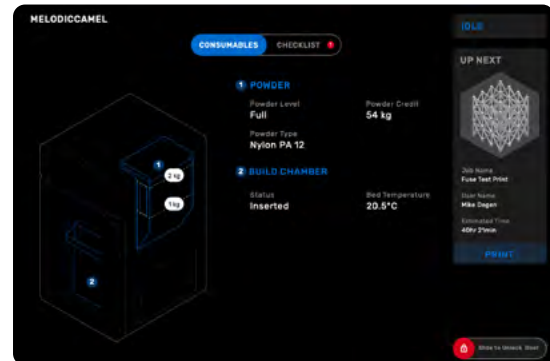 MELODICCAMEL
CONSUMABLES
CHECKLIST
IDLE
UP NEXT
1 POWDER
Powder Level
Full
Powder Credit
54 kg
Powder Type
Nylon PA 12
2 BUILD CHAMBER
Status
Inserted
Bed Temperature
20.5°C
1
2 kg
1 kg
2
Job Name
Fuse Test Print
User Name
Mike Dagan
Estimated Time
40hr 21min
PRINT
Slide to Unlock Door